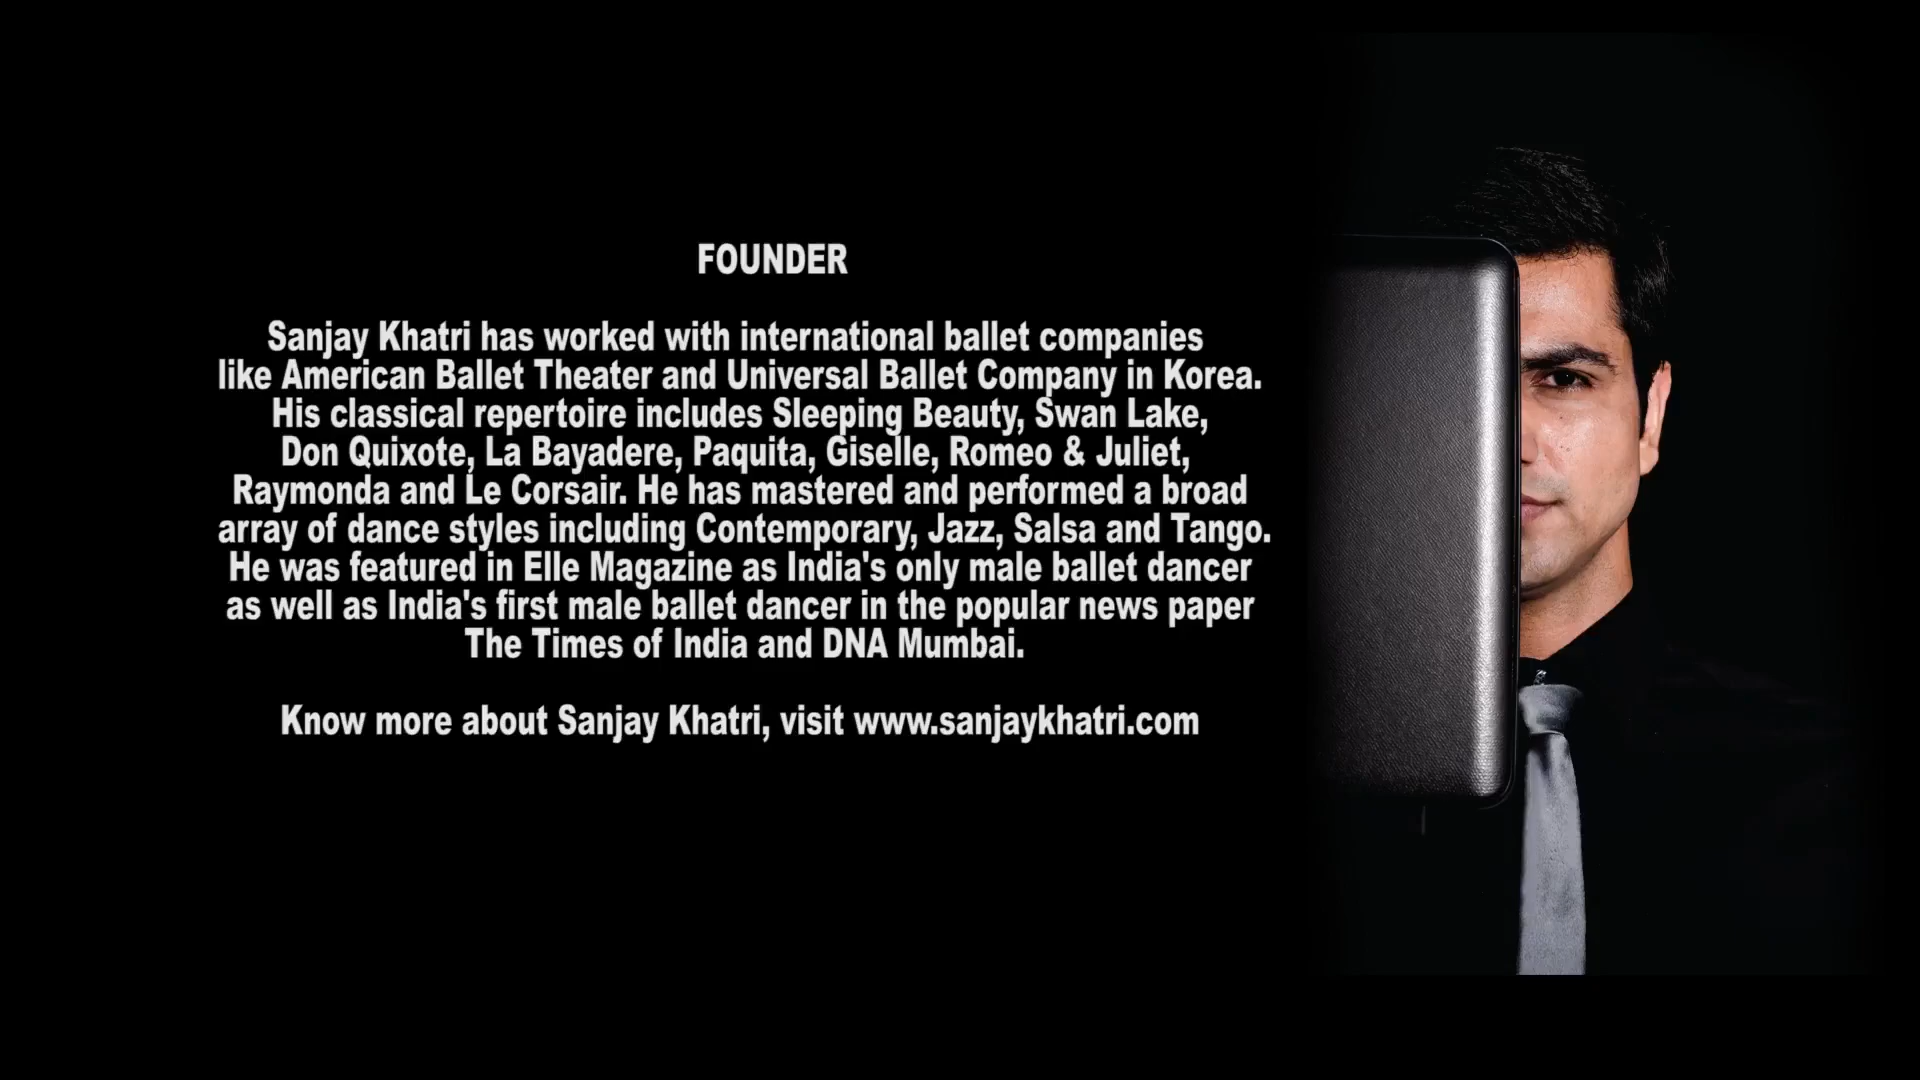 FOUNDER
Sanjay Khatri has worked with international ballet companies
like American Ballet Theater and Universal Ballet Company in Korea.
His classical repertoire includes Sleeping Beauty, Swan Lake,
Don Quixote, La Bayadere, Paquita, Giselle, Romeo & Juliet,
Raymonda and Le Corsair. He has mastered and performed a broad
array of dance styles including Contemporary, Jazz, Salsa and Tango.
He was featured in Elle Magazine as India's only male ballet dancer
as well as India's first male ballet dancer in the popular news paper
The Times of India and DNA Mumbai.
Know more about Sanjay Khatri, visit www.sanjaykhatri.com